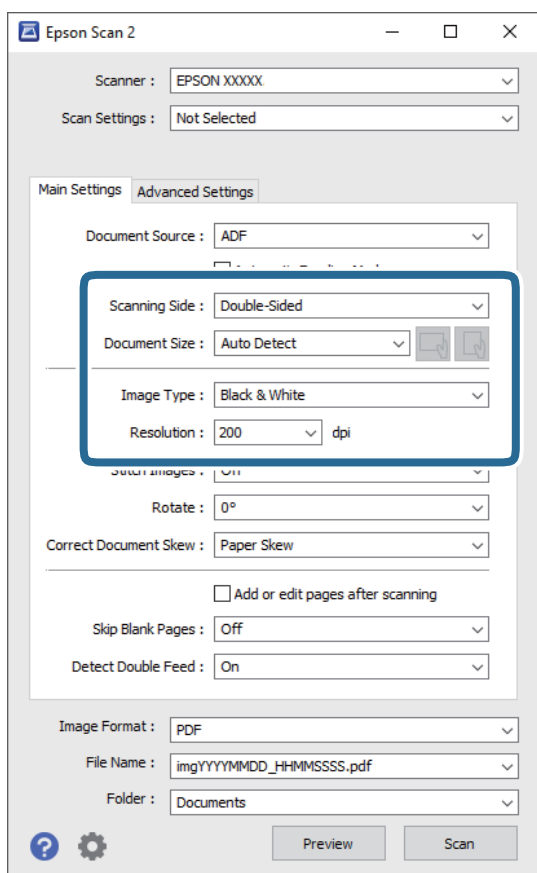 Epson Scan 2
Scanner : EPSON XXXXX
Scan Settings : Not Selected
Main Settings Advanced Settings
Document Source : ADF
Scanning Side : Double-Sided
Document Size : Auto Detect
Image Type : Black & White
Resolution : 200 dpi
Stitch Images : Off
Rotate : 0°
Correct Document Skew : Paper Skew
Add or edit pages after scanning
Skip Blank Pages : Off
Detect Double Feed : On
Image Format : PDF
File Name : imgYYYYMMDD_HHMMSSSS.pdf
Folder : Documents
? Preview Scan